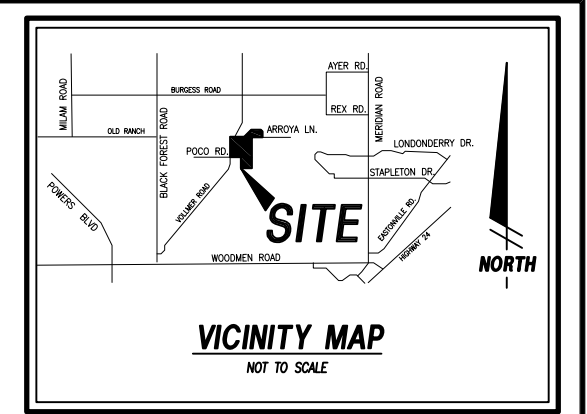 AYER RD.
BURGESS ROAD
MILAM ROAD
BLACK FOREST ROAD
REX RD.
MERIDIAN ROAD
OLD RANCH
ARROYA LN.
POCO RD.
LONDONDERRY DR.
STAPLETON DR.
POWERS BLVD
VOLLMER ROAD
SITE
EASTONVILLE RD.
HIGHWAY 24
WOODMEN ROAD
NORTH
VICINITY MAP
NOT TO SCALE